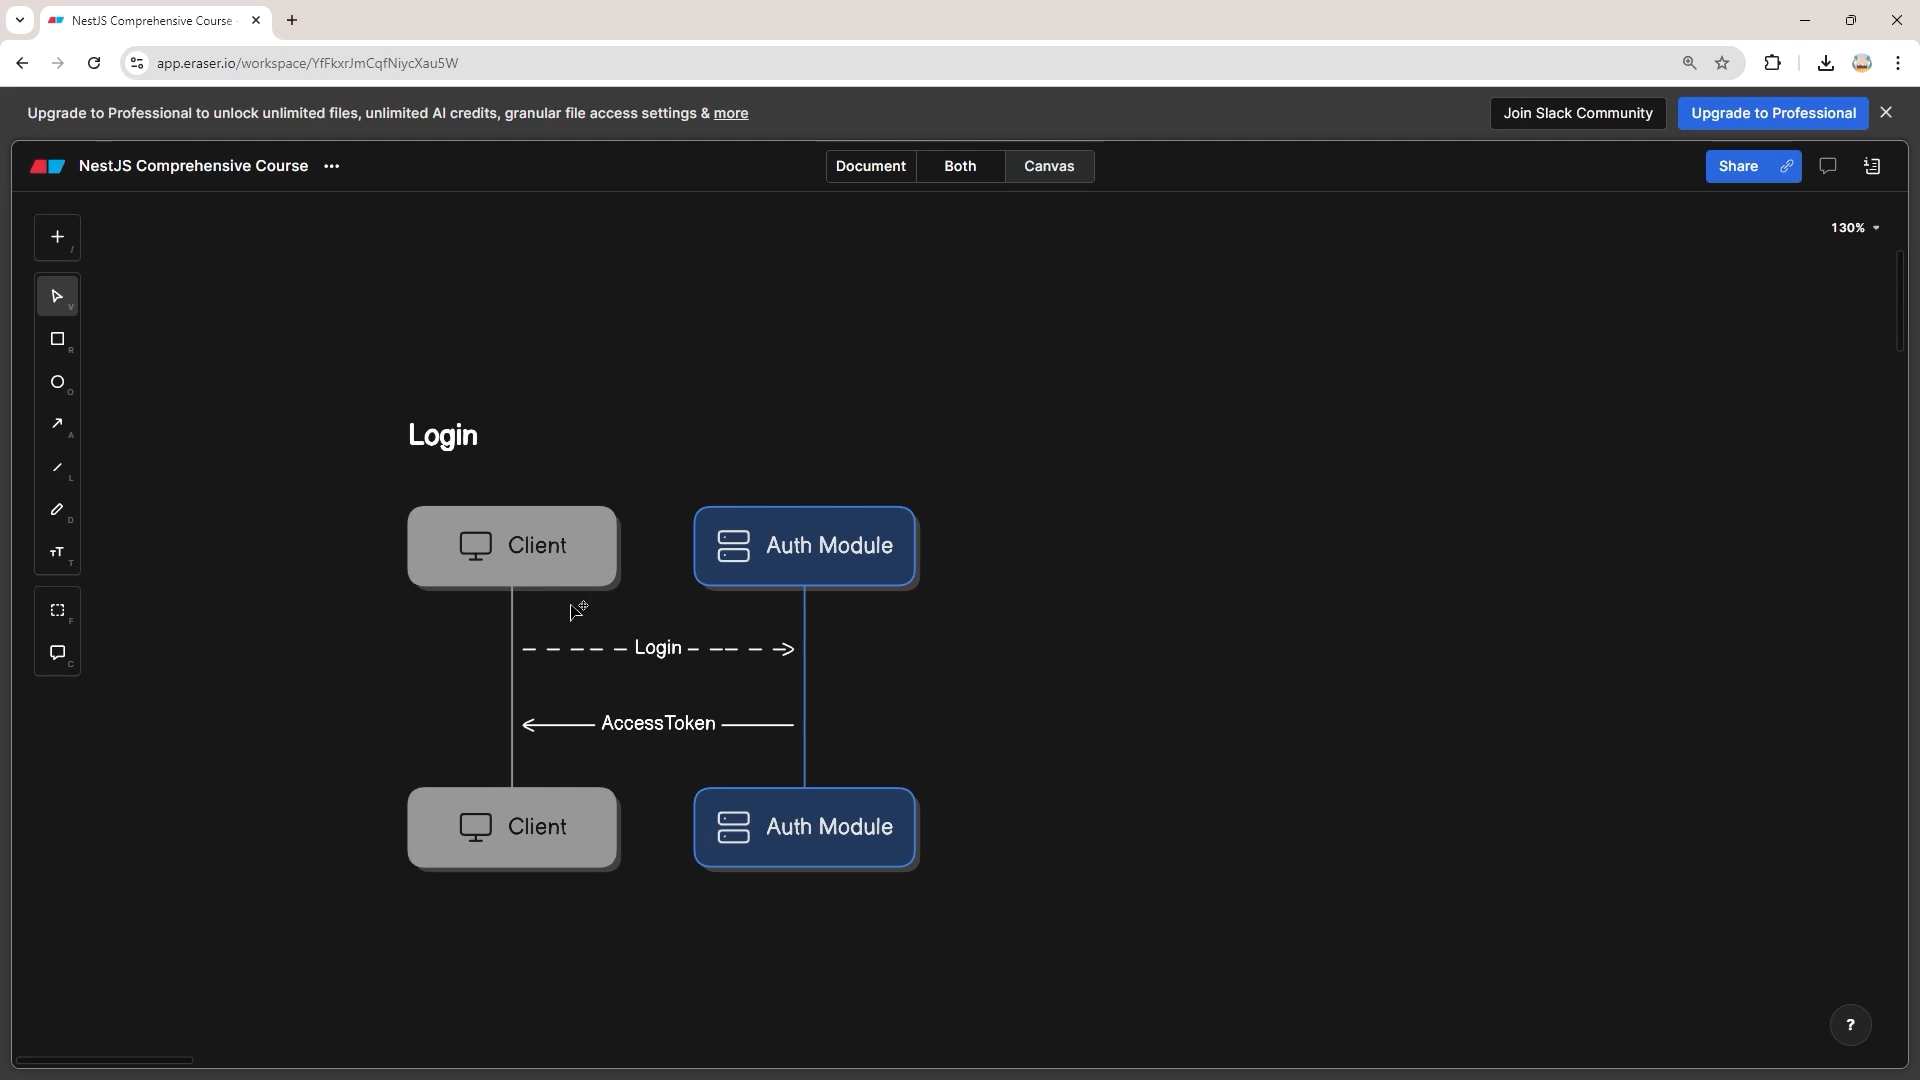 NestJS Comprehensive Course
app.eraser.io/workspace/YfFkxrJmCqfNiycXau5W
Upgrade to Professional to unlock unlimited files, unlimited AI credits, granular file access settings & more
Join Slack Community
Upgrade to Professional
NestJS Comprehensive Course
Document
Both
Canvas
Share
130%
/
V
R
O
A
L
D
T
F
C
Login
Client
Auth Module
Login
AccessToken
Client
Auth Module
?